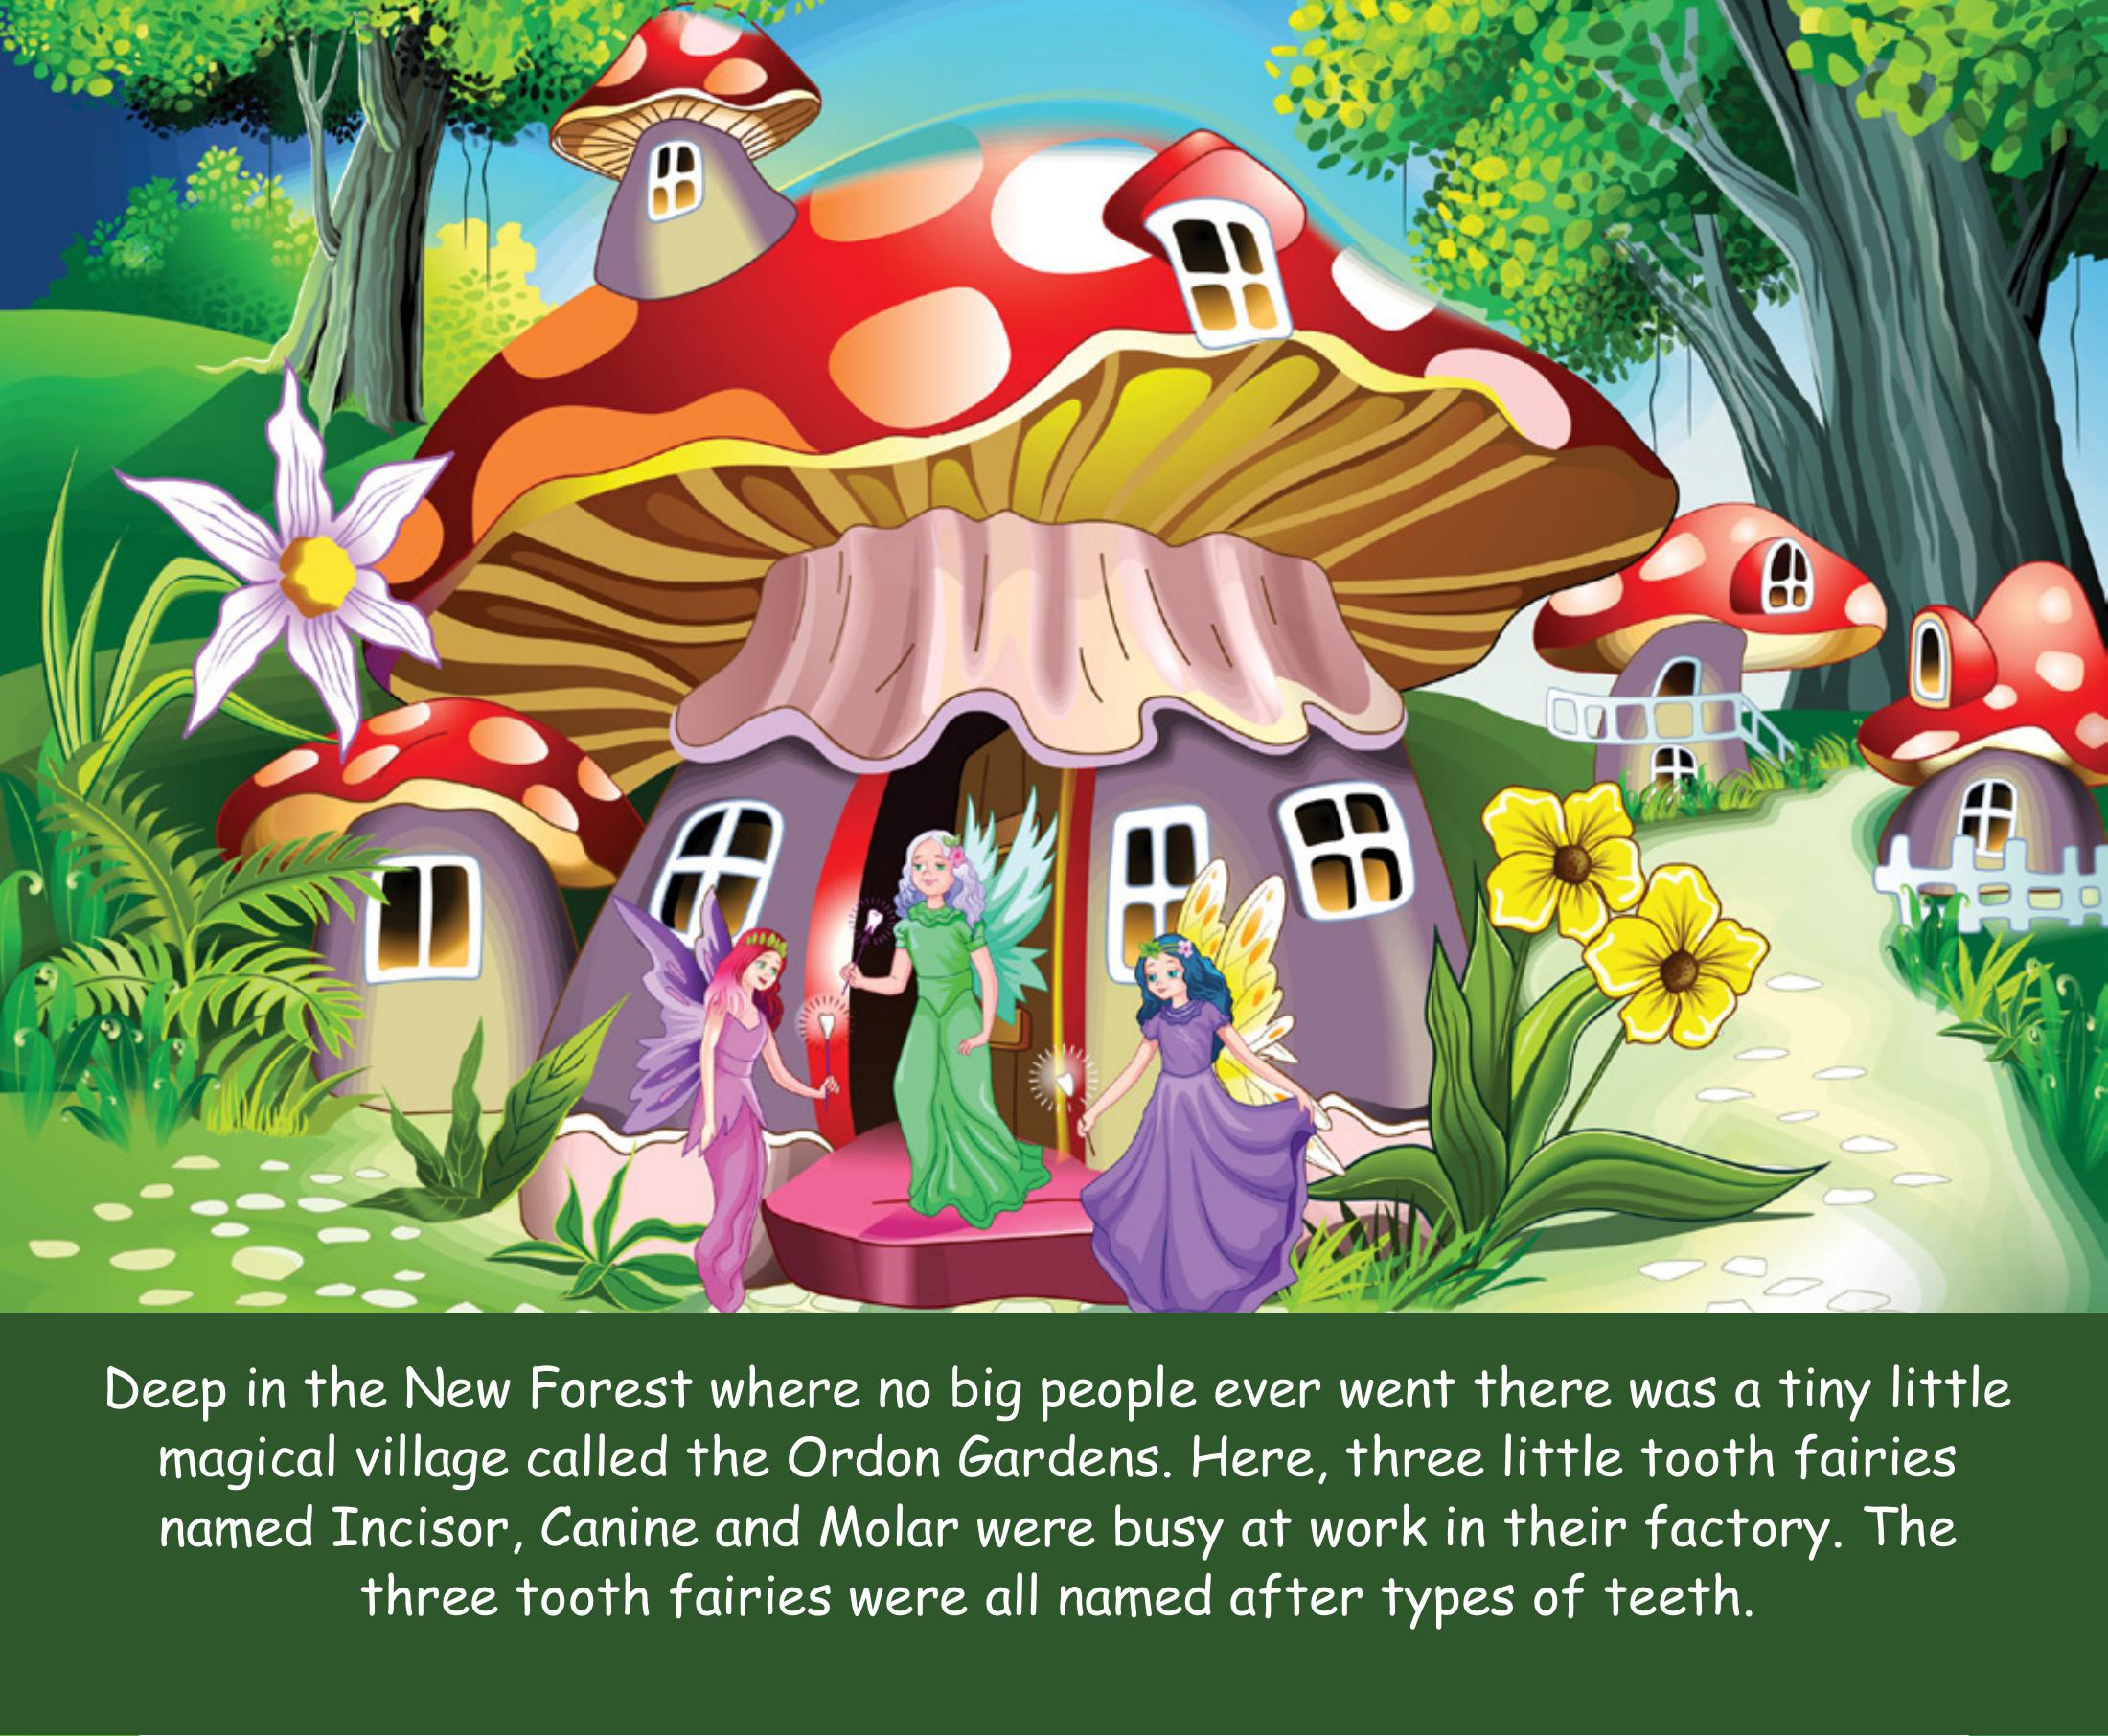 Deep in the New Forest where no big people ever went there was a tiny little
magical village called the Ordon Gardens. Here, three little tooth fairies
named Incisor, Canine and Molar were busy at work in their factory. The
three tooth fairies were all named after types of teeth.